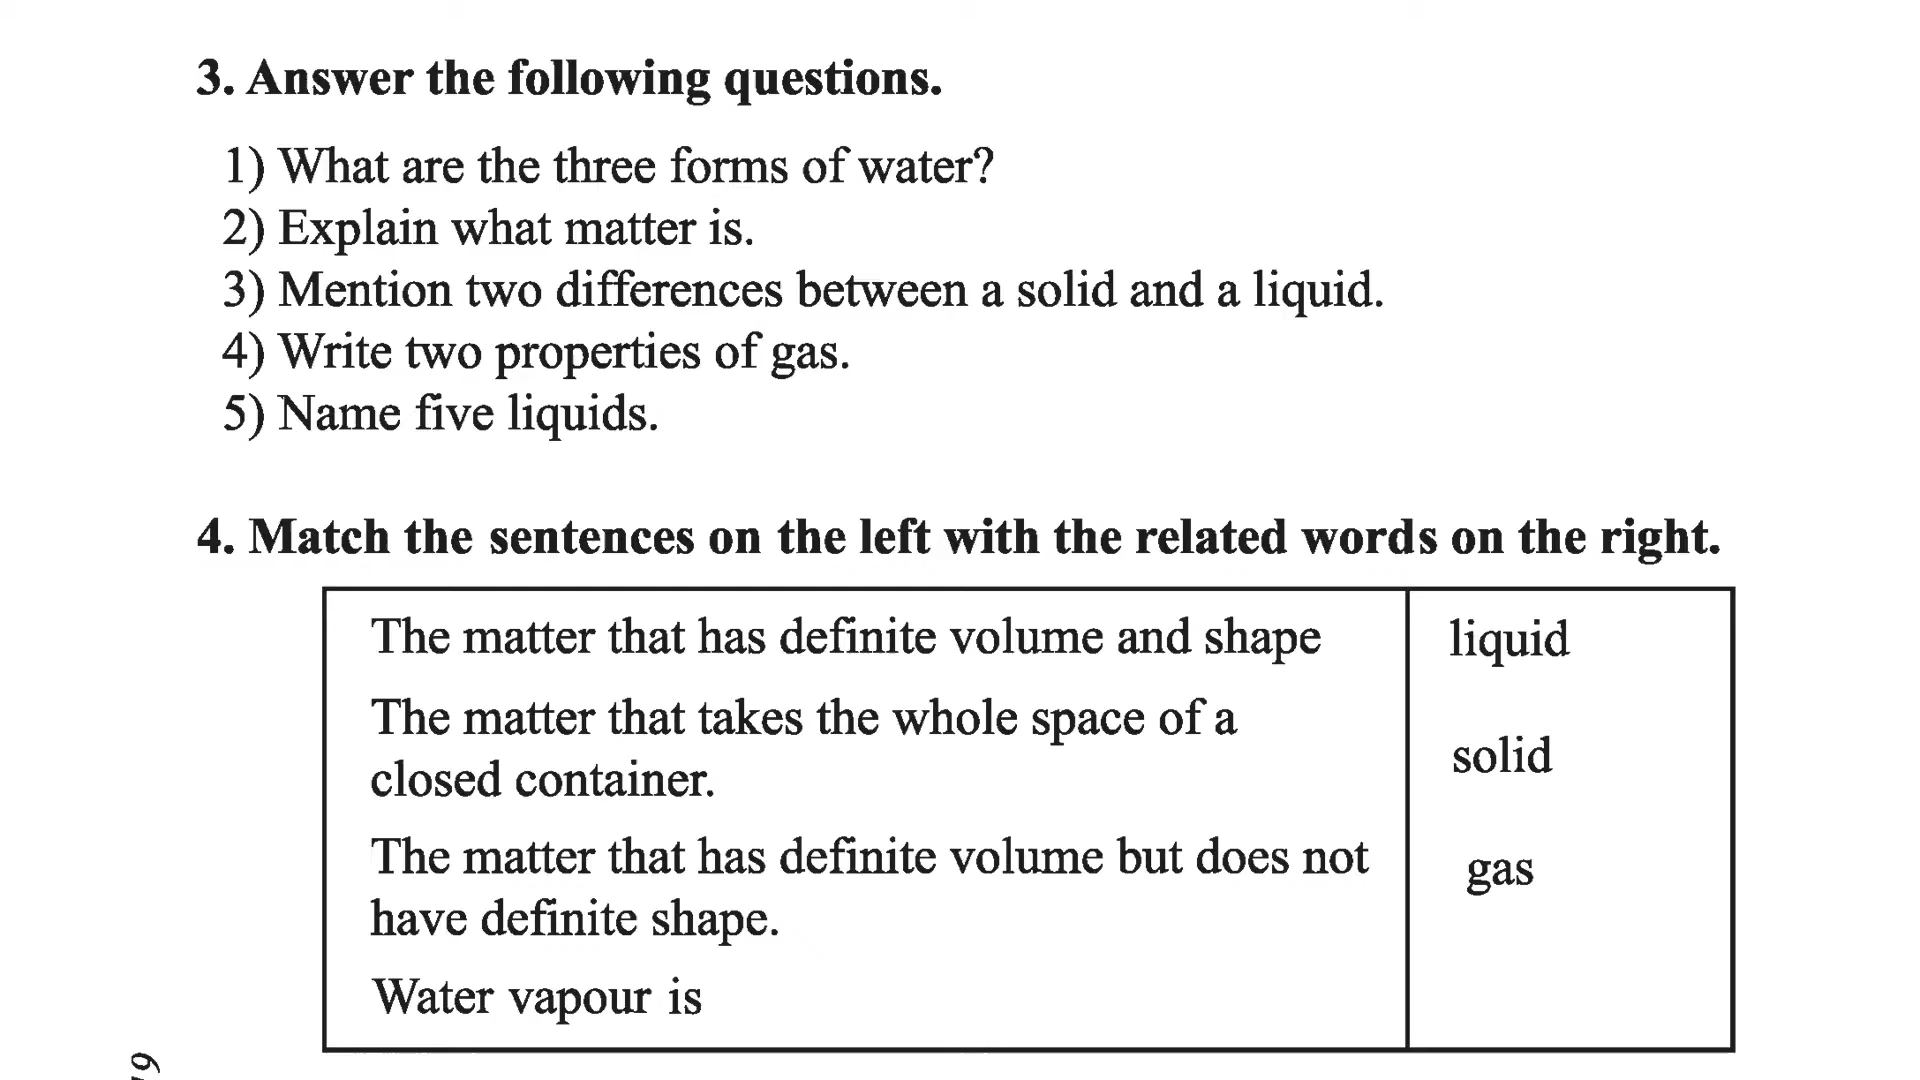 3. Answer the following questions.
1) What are the three forms of water?
2) Explain what matter is.
3) Mention two differences between a solid and a liquid.
4) Write two properties of gas.
5) Name five liquids.
4. Match the sentences on the left with the related words on the right.
The matter that has definite volume and shape
liquid
The matter that takes the whole space of a
closed container.
solid
The matter that has definite volume but does not
have definite shape.
gas
Water vapour is